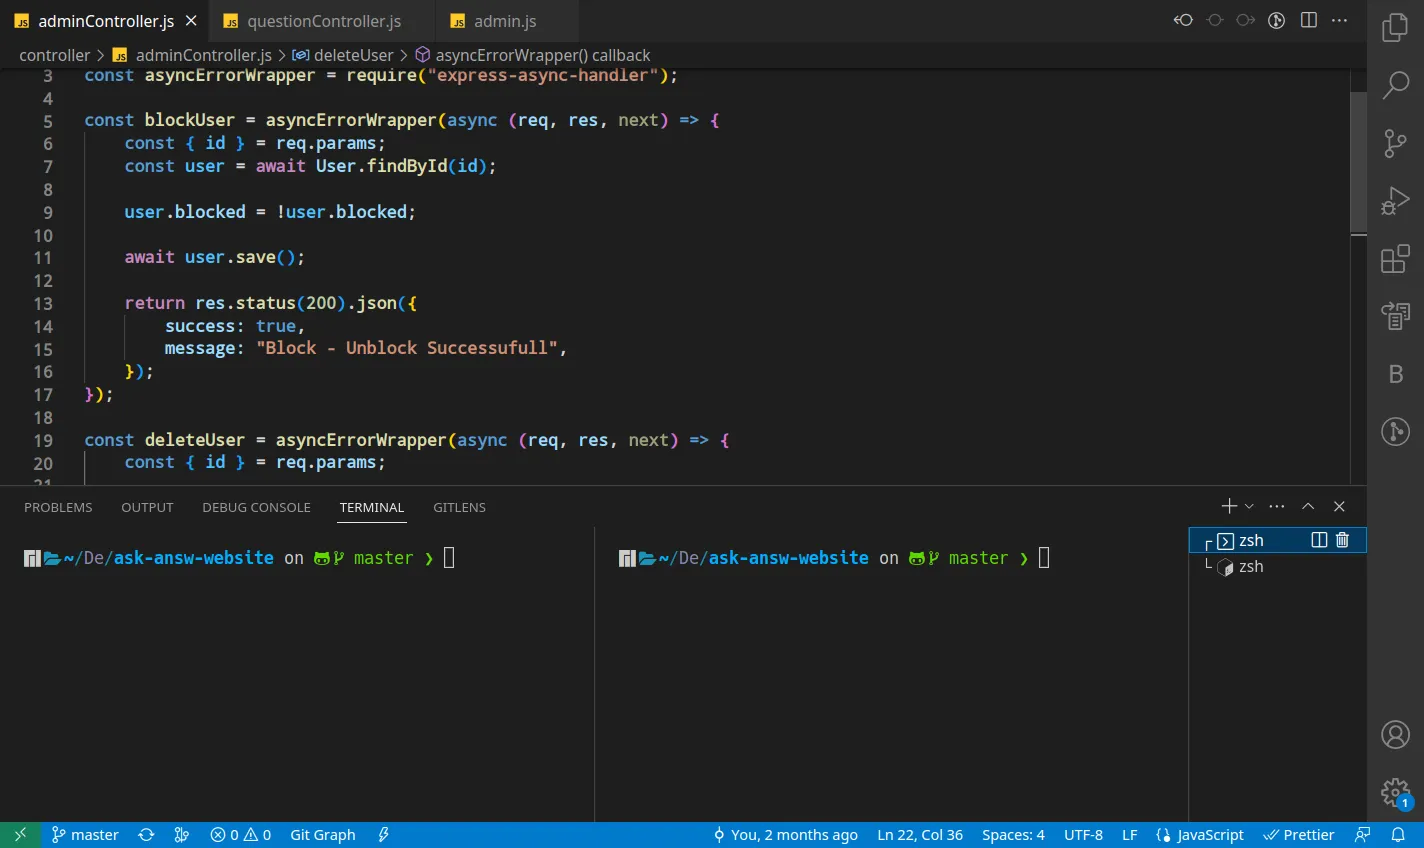 adminController.js
questionController.js
admin.js
controller > adminController.js > deleteUser > asyncErrorWrapper() callback
3 const asyncErrorWrapper = require("express-async-handler");
4
5 const blockUser = asyncErrorWrapper(async (req, res, next) => {
6 const { id } = req.params;
7 const user = await User.findById(id);
8
9 user.blocked = !user.blocked;
10
11 await user.save();
12
13 return res.status(200).json({
14 success: true,
15 message: "Block - Unblock Successufull",
16 });
17 });
18
19 const deleteUser = asyncErrorWrapper(async (req, res, next) => {
20 const { id } = req.params;
21
PROBLEMS OUTPUT DEBUG CONSOLE TERMINAL GITLENS
~/De/ask-answ-website on master ❯
~/De/ask-answ-website on master ❯
zsh
zsh
B
1
master 0 0 Git Graph You, 2 months ago Ln 22, Col 36 Spaces: 4 UTF-8 LF JavaScript Prettier